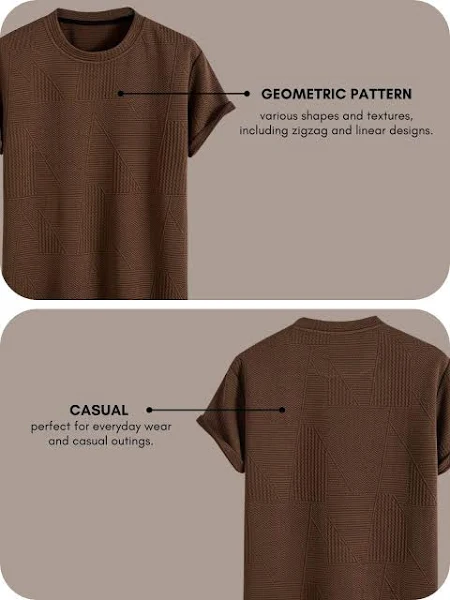 GEOMETRIC PATTERN
various shapes and textures,
including zigzag and linear designs.
CASUAL
perfect for everyday wear
and casual outings.